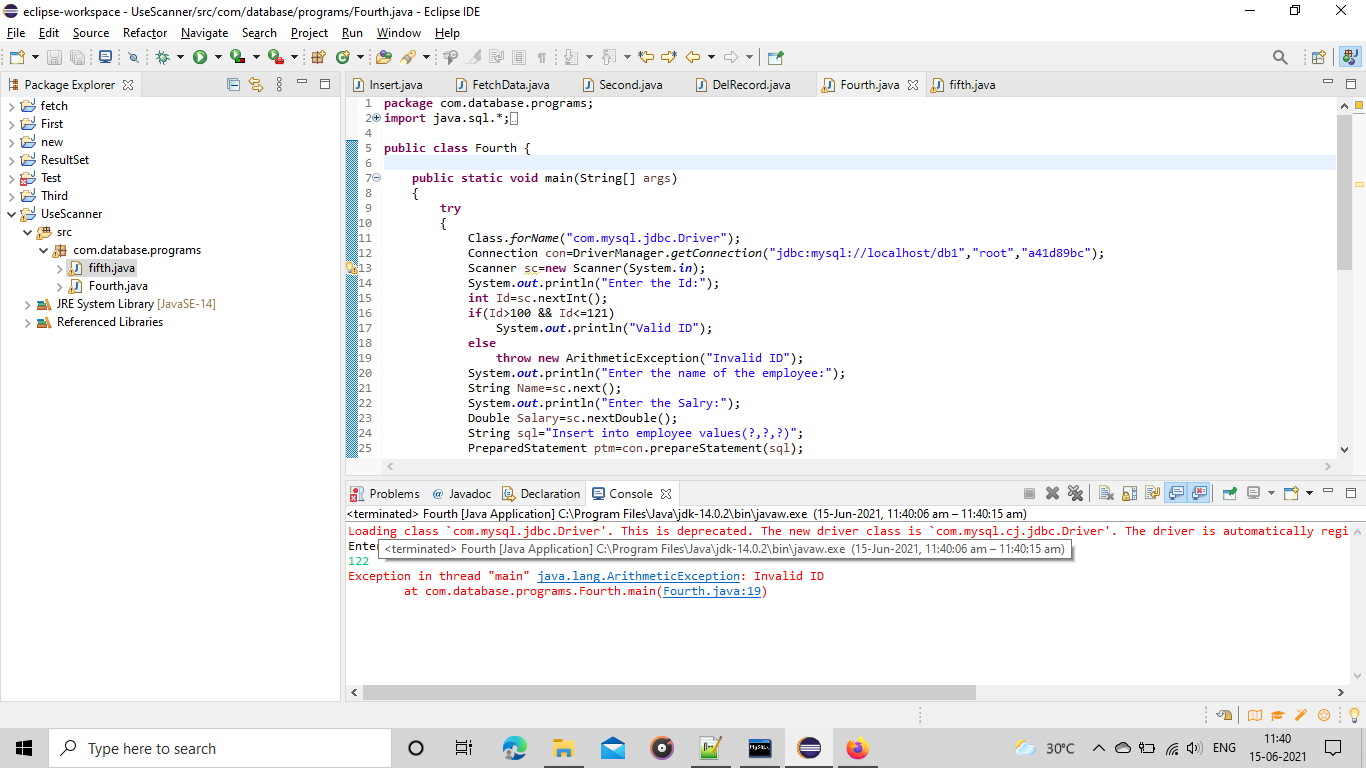 eclipse-workspace - UseScanner/src/com/database/programs/Fourth.java - Eclipse IDE
File Edit Source Refactor Navigate Search Project Run Window Help
Package Explorer
fetch
First
new
ResultSet
Test
Third
UseScanner
src
com.database.programs
fifth.java
Fourth.java
JRE System Library [JavaSE-14]
Referenced Libraries
Insert.java FetchData.java Second.java DelRecord.java Fourth.java fifth.java
1 package com.database.programs;
2 import java.sql.*;
4
5 public class Fourth {
6
7 public static void main(String[] args)
8 {
9 try
10 {
11 Class.forName("com.mysql.jdbc.Driver");
12 Connection con=DriverManager.getConnection("jdbc:mysql://localhost/db1","root","a41d89bc");
13 Scanner sc=new Scanner(System.in);
14 System.out.println("Enter the Id:");
15 int Id=sc.nextInt();
16 if(Id>100 && Id<=121)
17 System.out.println("Valid ID");
18 else
19 throw new ArithmeticException("Invalid ID");
20 System.out.println("Enter the name of the employee:");
21 String Name=sc.next();
22 System.out.println("Enter the Salry:");
23 Double Salary=sc.nextDouble();
24 String sql="Insert into employee values(?,?,?)";
25 PreparedStatement ptm=con.prepareStatement(sql);
Problems @ Javadoc Declaration Console
<terminated> Fourth [Java Application] C:\Program Files\Java\jdk-14.0.2\bin\javaw.exe (15-Jun-2021, 11:40:06 am – 11:40:15 am)
Loading class `com.mysql.jdbc.Driver'. This is deprecated. The new driver class is `com.mysql.cj.jdbc.Driver'. The driver is automatically regi
Enter
<terminated> Fourth [Java Application] C:\Program Files\Java\jdk-14.0.2\bin\javaw.exe (15-Jun-2021, 11:40:06 am – 11:40:15 am)
122
Exception in thread "main" java.lang.ArithmeticException: Invalid ID
at com.database.programs.Fourth.main(Fourth.java:19)
Type here to search
30°C ENG
11:40
15-06-2021